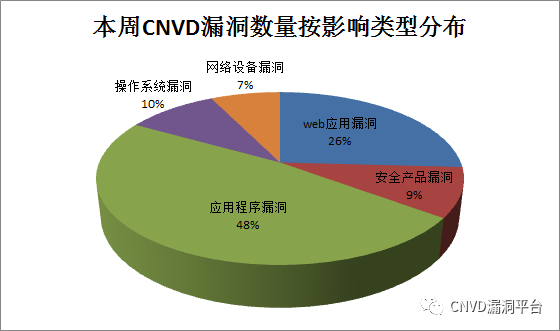 本周CNVD漏洞数量按影响类型分布
网络设备漏洞
7%
操作系统漏洞
10%
web应用漏洞
26%
安全产品漏洞
9%
应用程序漏洞
48%
CNVD漏洞平台